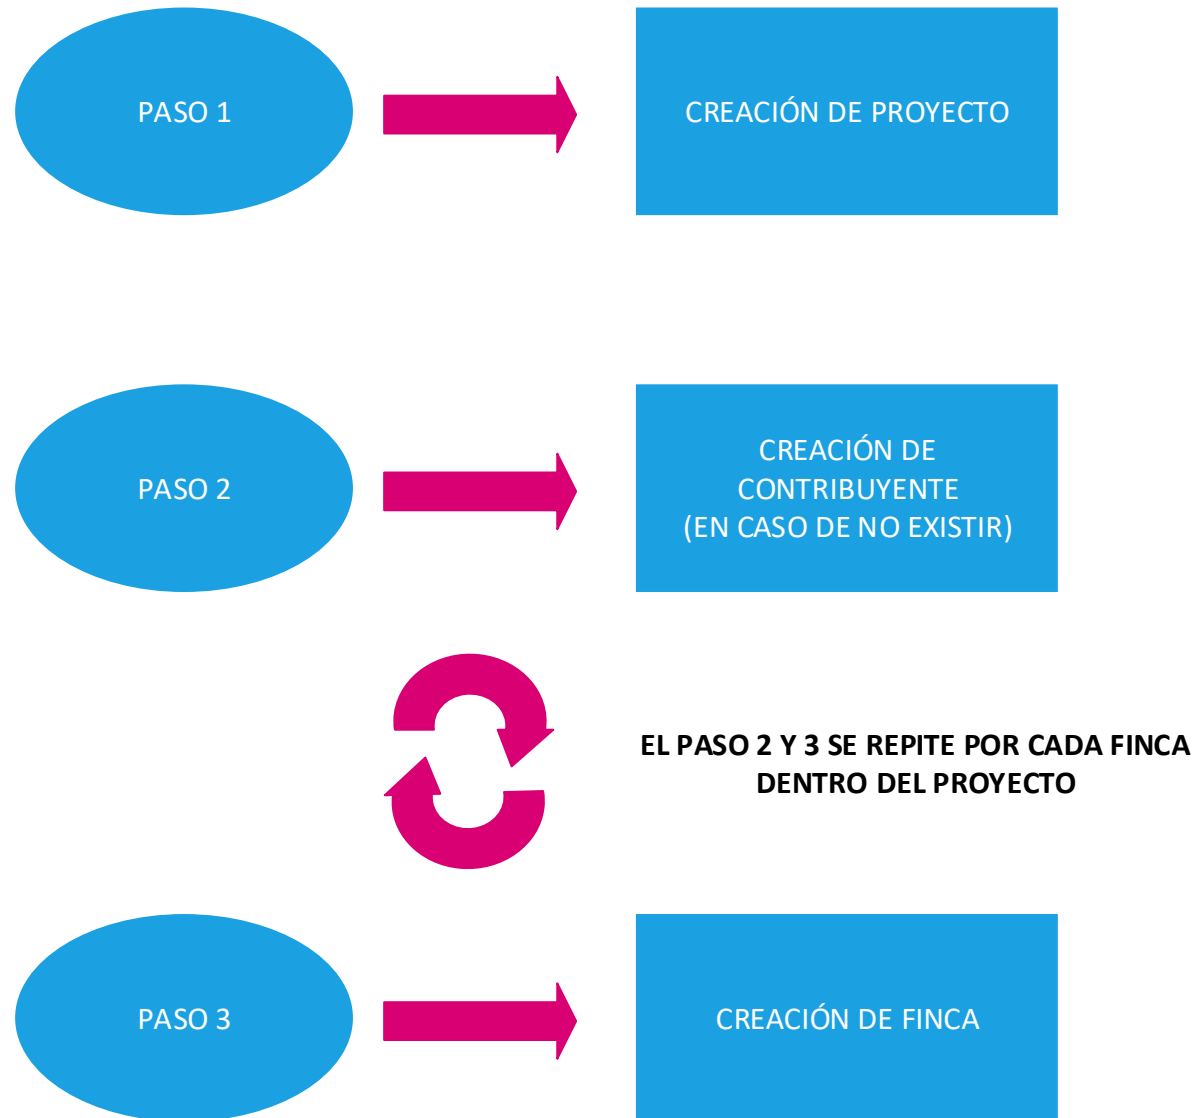 PASO 1
CREACIÓN DE PROYECTO
PASO 2
CREACIÓN DE
CONTRIBUYENTE
(EN CASO DE NO EXISTIR)
EL PASO 2 Y 3 SE REPITE POR CADA FINCA
DENTRO DEL PROYECTO
PASO 3
CREACIÓN DE FINCA